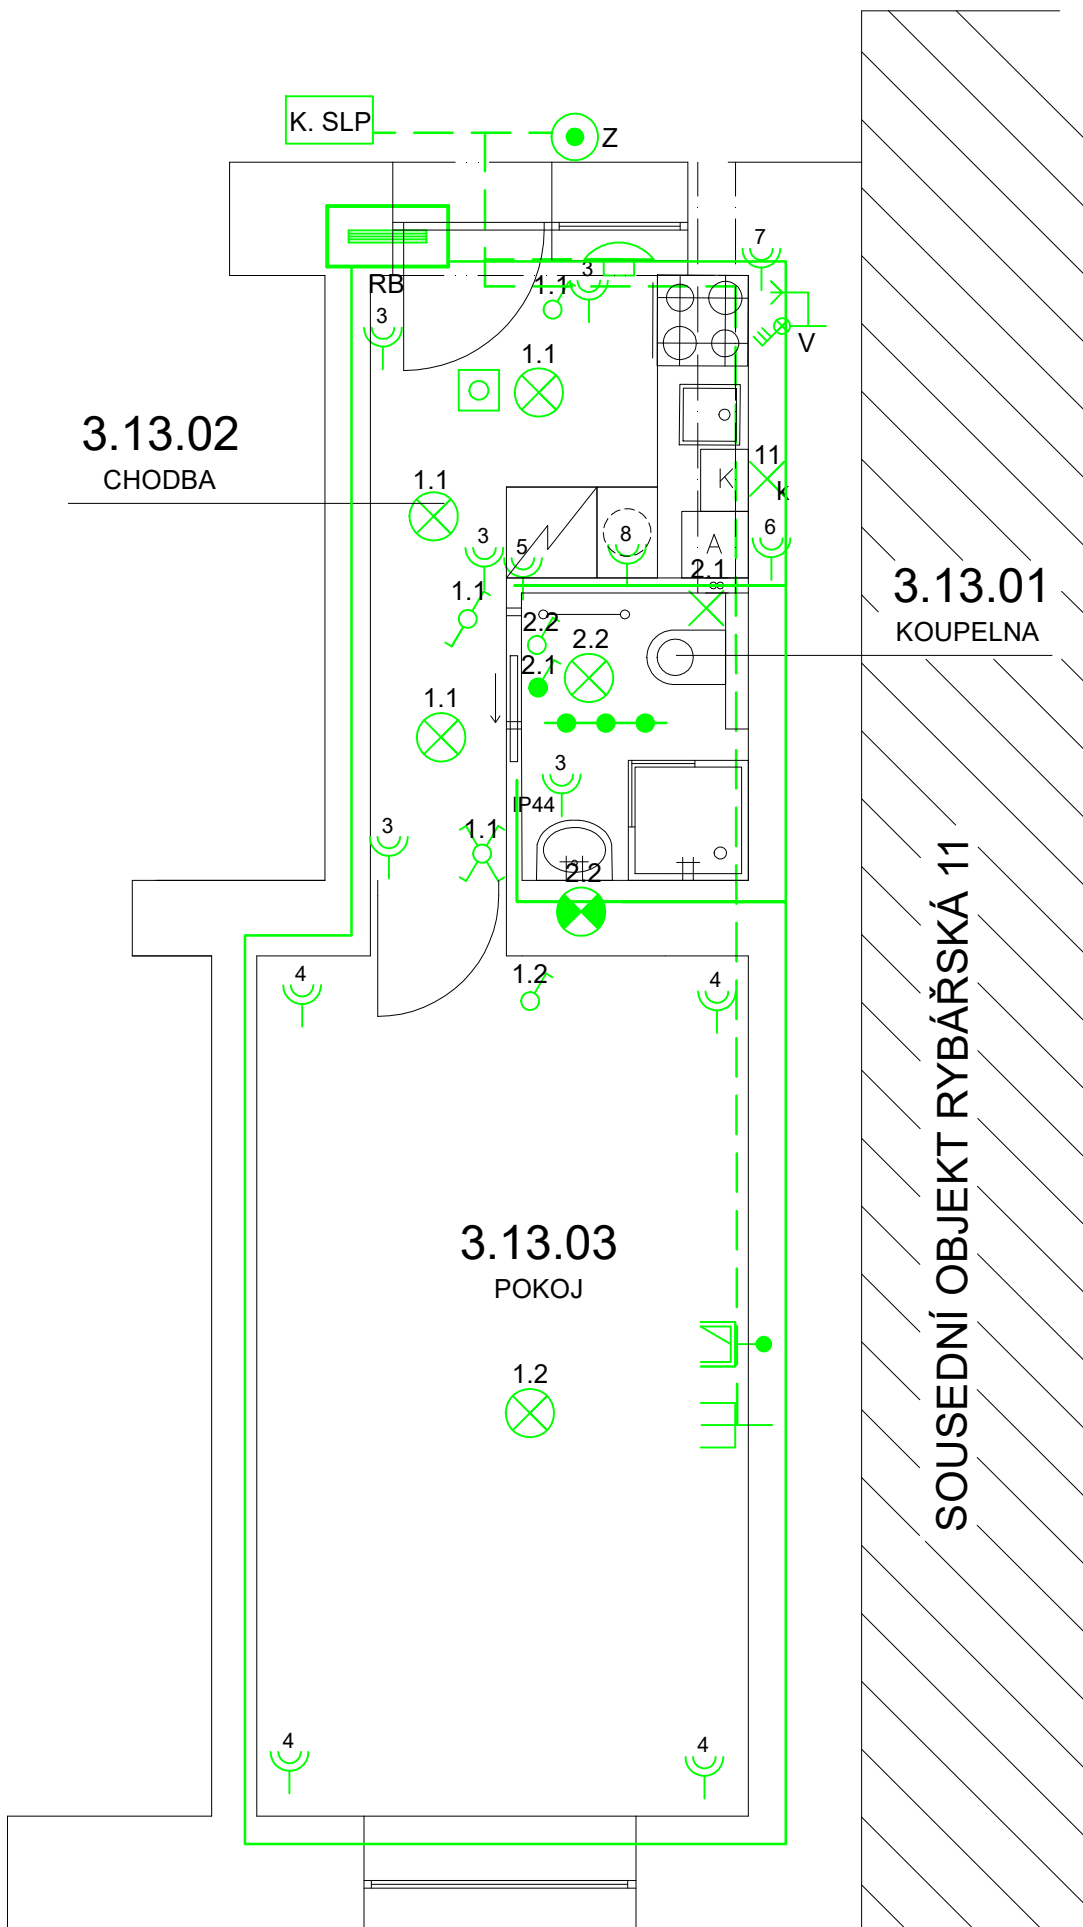 K. SLP
Z
7
3
1.1
RB
3
V
1.1
3.13.02
CHODBA
1.1
11
K
k
3
5
8
A
6
2.1
3.13.01
KOUPELNA
1.1
2.2
2.2
2.1
1.1
3
IP44
3
1.1
2.2
4
1.2
4
SOUSEDNÍ OBJEKT RYBÁŘSKÁ 11
3.13.03
POKOJ
1.2
4
4